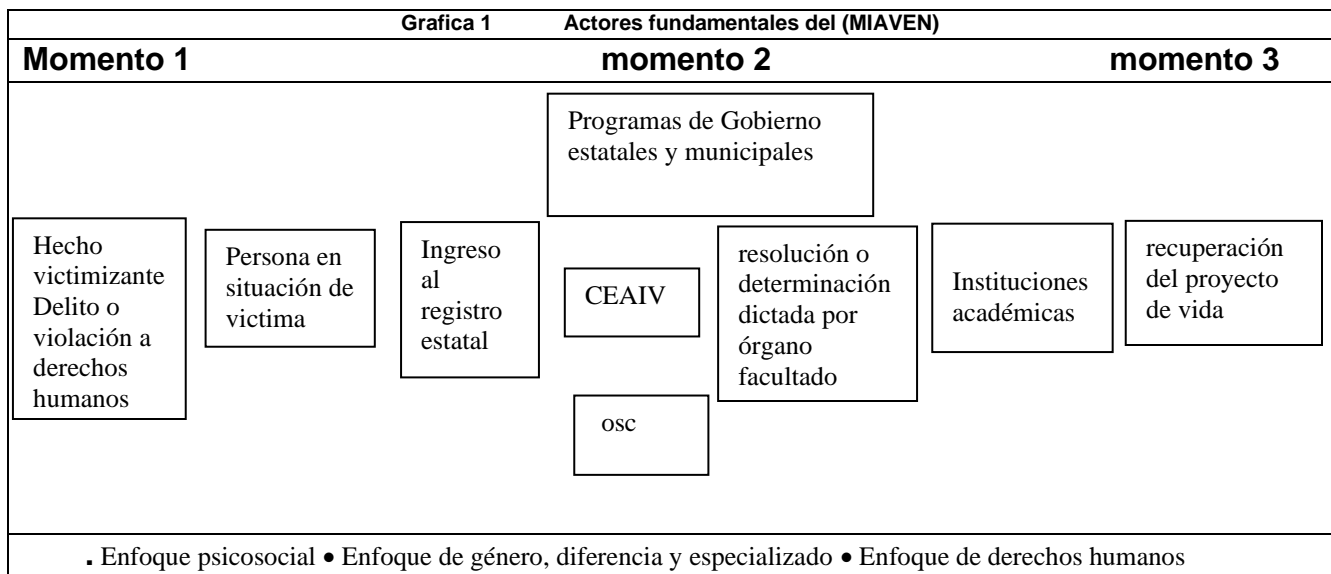 Grafica 1 Actores fundamentales del (MIAVEN)
Momento 1 momento 2 momento 3
Programas de Gobierno
estatales y municipales
Hecho
victimizante
Delito o
violación a
derechos
humanos
Persona en
situación de
victima
Ingreso
al
registro
estatal
CEAIV
osc
resolución o
determinación
dictada por
órgano
facultado
Instituciones
académicas
recuperación
del proyecto
de vida
. Enfoque psicosocial • Enfoque de género, diferencia y especializado • Enfoque de derechos humanos